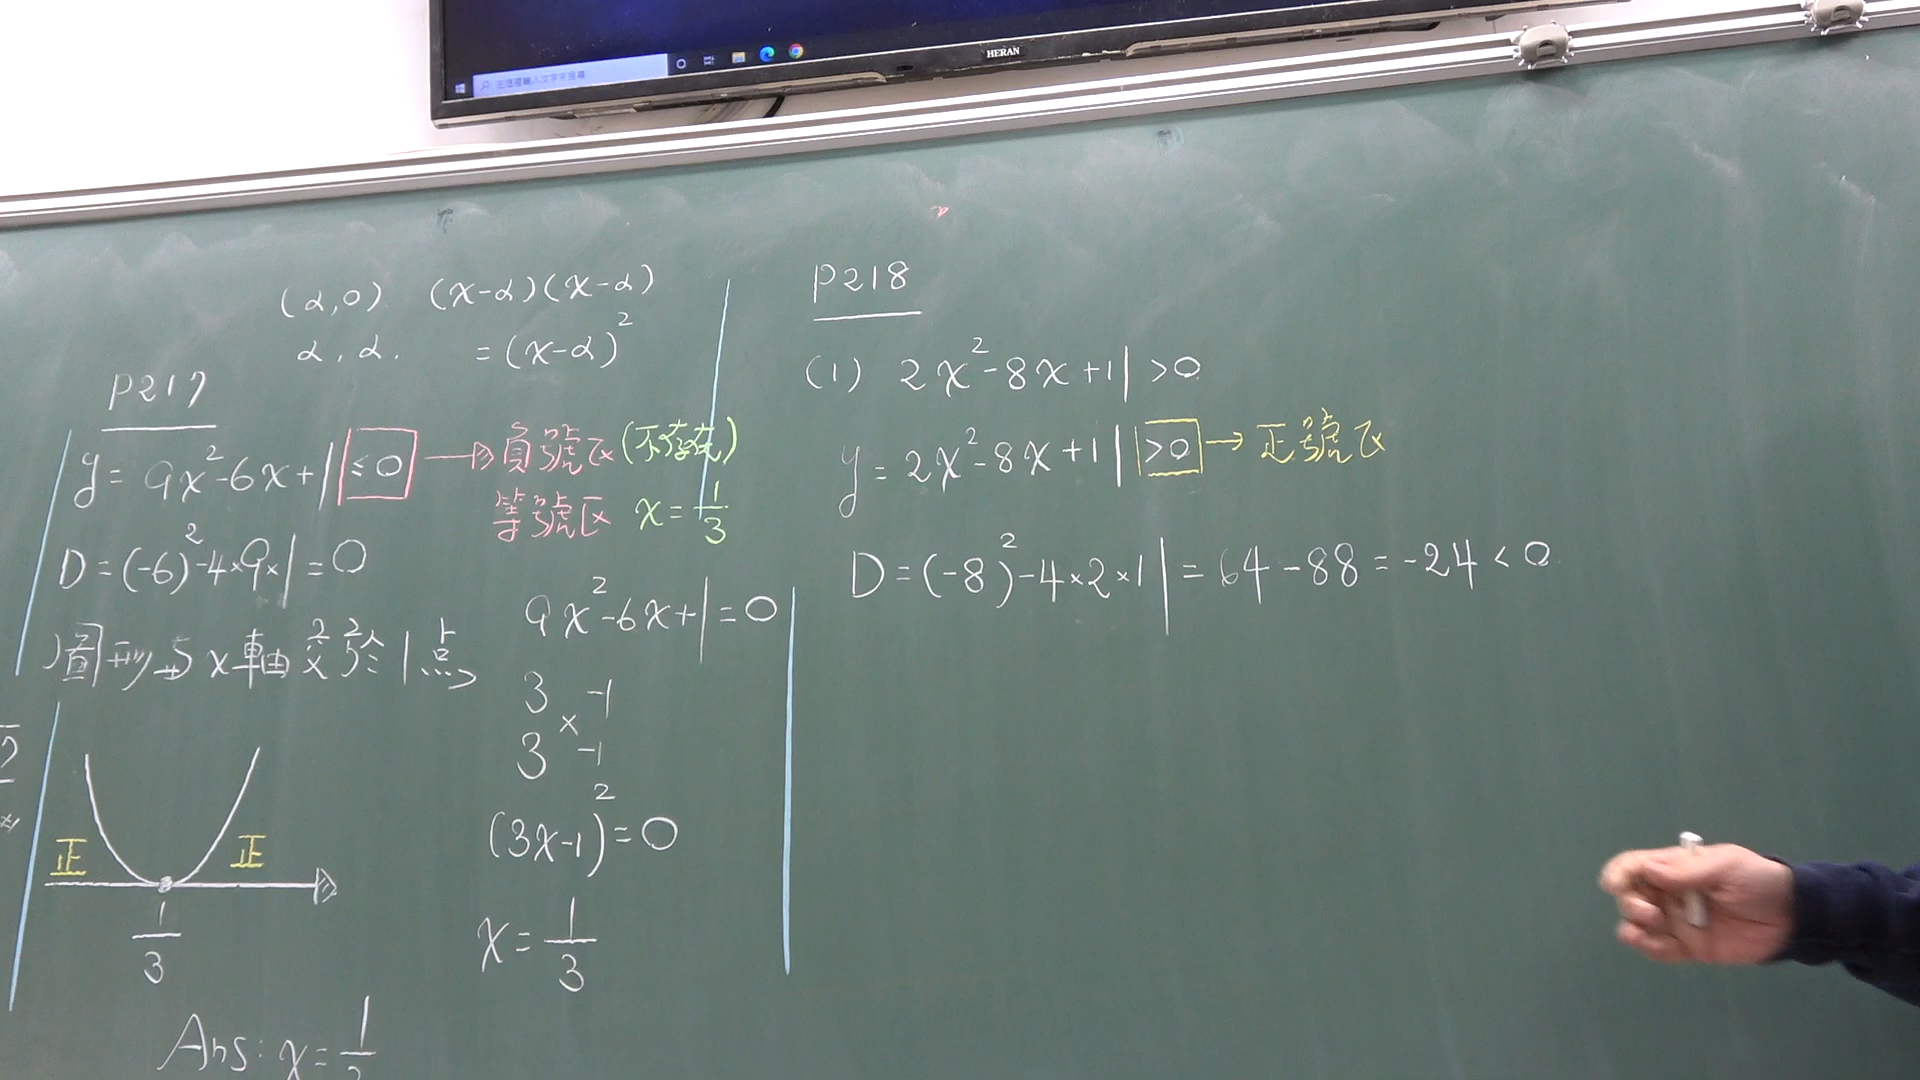 HERAN
(α,0) (x-α)(x-α)
α,α. =(x-α)²
P217
y=9x²-6x+1 ≤0 → 負號区(不存在)
等號区 x=1/3
D=(-6)²-4×9×1=0
圖形与x軸交於1点
9x²-6x+1=0
3 -1
×
3 -1
(3x-1)²=0
x=1/3
正 正
1/3
Ans: x=1/
P218
(1) 2x²-8x+11>0
y=2x²-8x+11 >0 → 正號区
D=(-8)²-4×2×11=64-88=-24<0